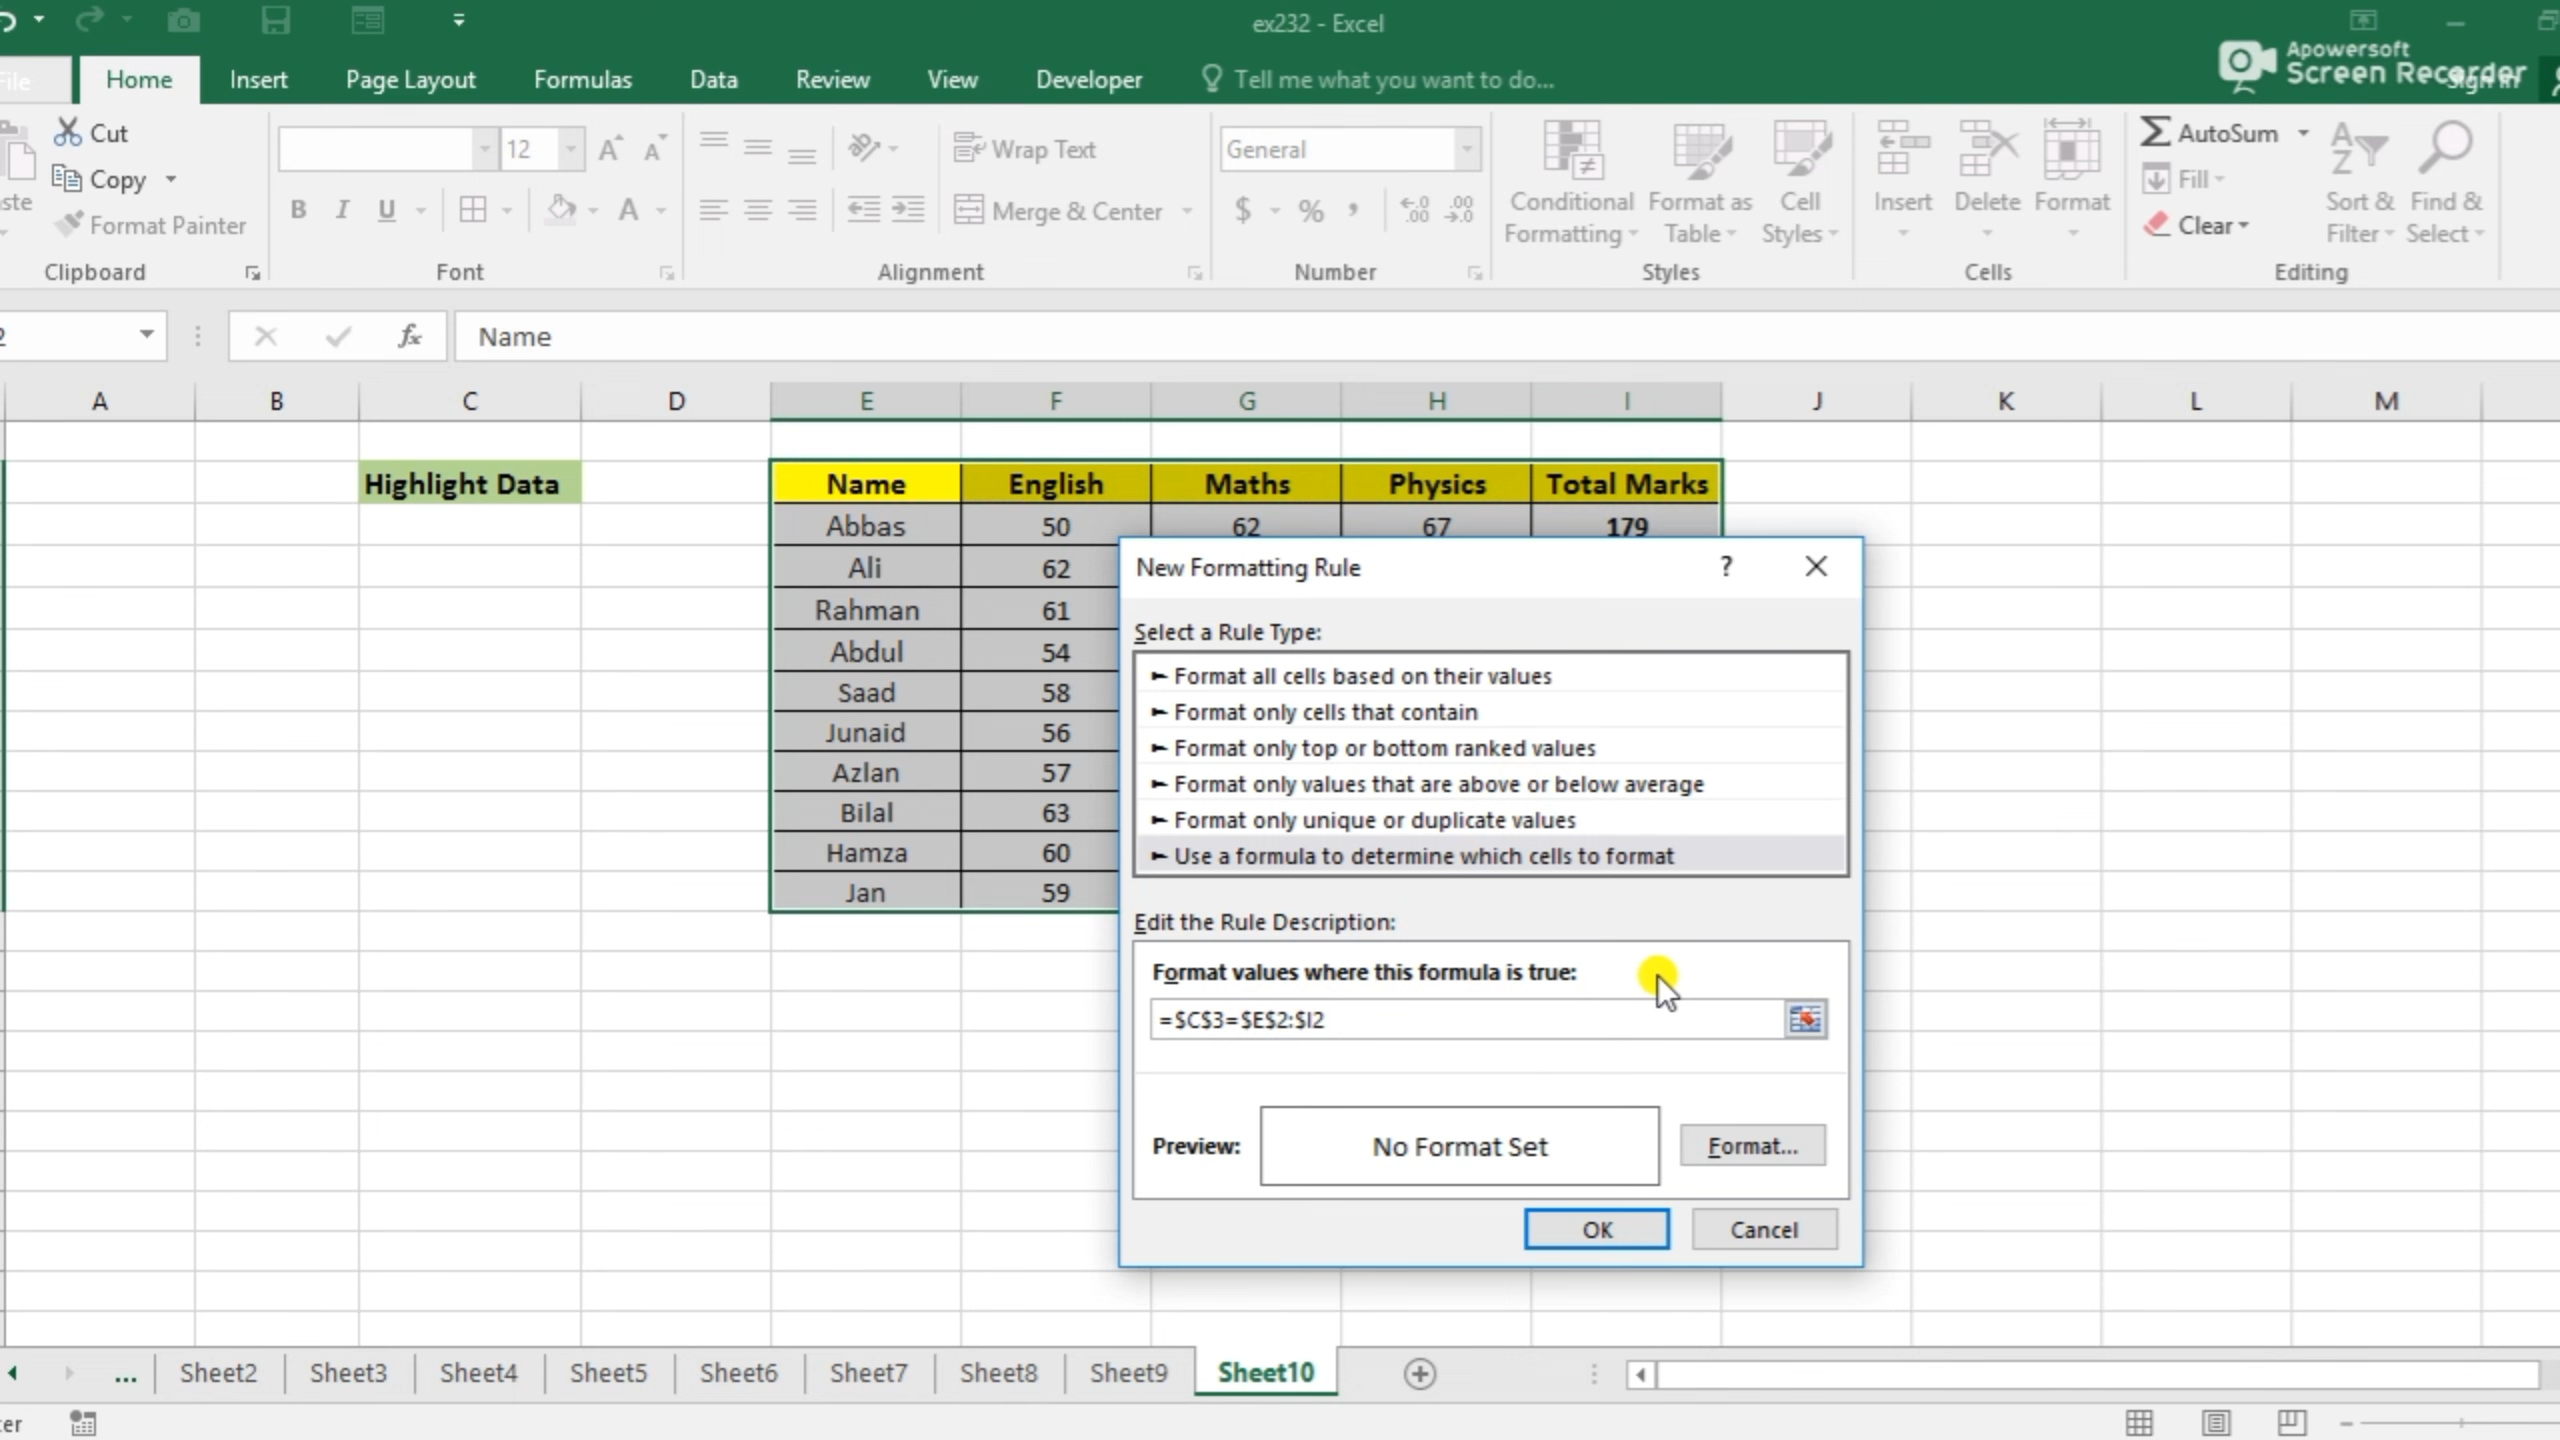 ex232 - Excel
Apowersoft
Screen Recorder
File
Home
Insert
Page Layout
Formulas
Data
Review
View
Developer
Tell me what you want to do...
Cut
Copy
Format Painter
Clipboard
12
B I U
Font
Wrap Text
Merge & Center
Alignment
General
$ % ,
Number
Conditional
Formatting
Format as
Table
Cell
Styles
Styles
Insert
Delete
Format
Cells
AutoSum
Fill
Clear
Sort &
Filter
Find &
Select
Editing
fx
Name
A B C D E F G H I J K L M
Highlight Data
Name English Maths Physics Total Marks
Abbas 50 62 67 179
Ali 62
Rahman 61
Abdul 54
Saad 58
Junaid 56
Azlan 57
Bilal 63
Hamza 60
Jan 59
New Formatting Rule
?
Select a Rule Type:
► Format all cells based on their values
► Format only cells that contain
► Format only top or bottom ranked values
► Format only values that are above or below average
► Format only unique or duplicate values
► Use a formula to determine which cells to format
Edit the Rule Description:
Format values where this formula is true:
=$C$3=$E$2:$I2
Preview:
No Format Set
Format...
OK
Cancel
... Sheet2 Sheet3 Sheet4 Sheet5 Sheet6 Sheet7 Sheet8 Sheet9 Sheet10